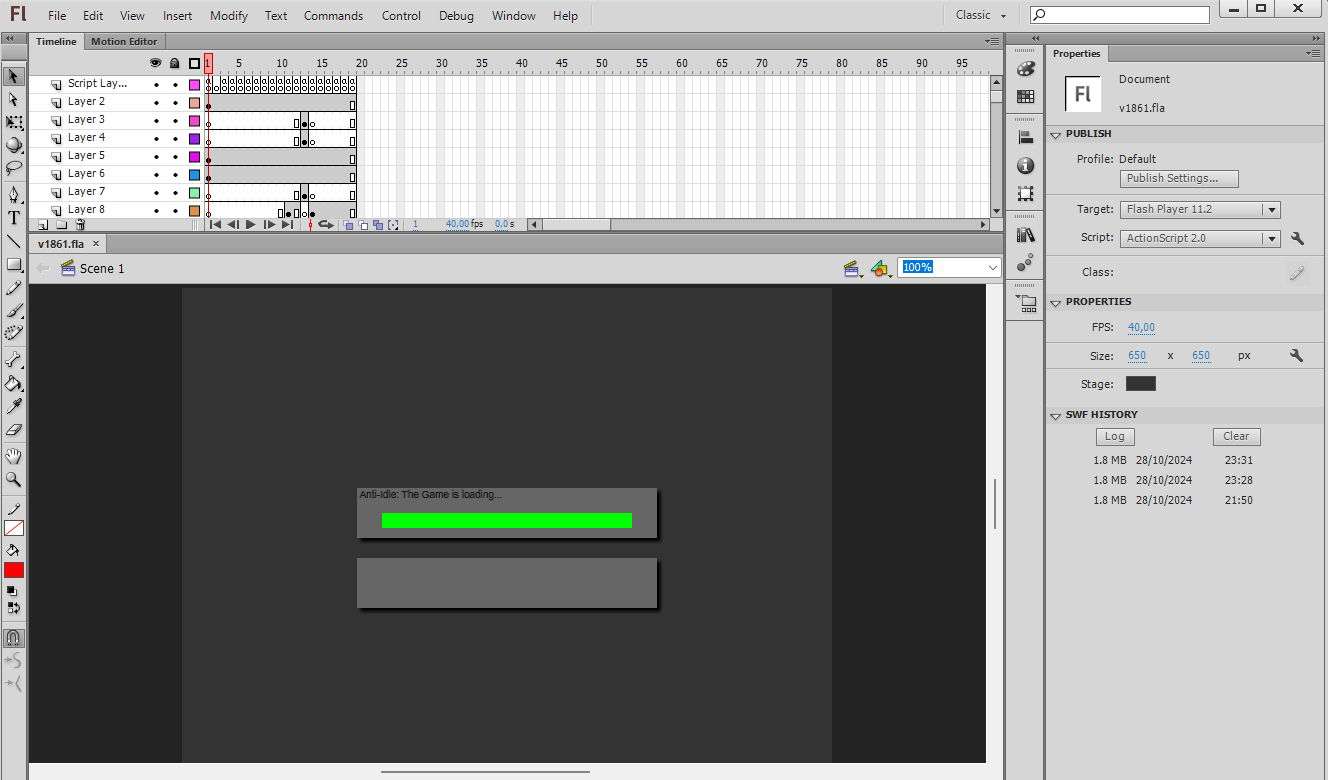 Fl File Edit View Insert Modify Text Commands Control Debug Window Help Classic
Timeline Motion Editor
1 5 10 15 20 25 30 35 40 45 50 55 60 65 70 75 80 85 90 95
Script Lay...
Layer 2
Layer 3
Layer 4
Layer 5
Layer 6
Layer 7
Layer 8
1 40,00 fps 0,0 s
v1861.fla
Scene 1
100%
Anti-Idle: The Game is loading...
Properties
Fl
Document
v1861.fla
PUBLISH
Profile: Default
Publish Settings...
Target: Flash Player 11.2
Script: ActionScript 2.0
Class:
PROPERTIES
FPS: 40,00
Size: 650 x 650 px
Stage:
SWF HISTORY
Log Clear
1.8 MB 28/10/2024 23:31
1.8 MB 28/10/2024 23:28
1.8 MB 28/10/2024 21:50